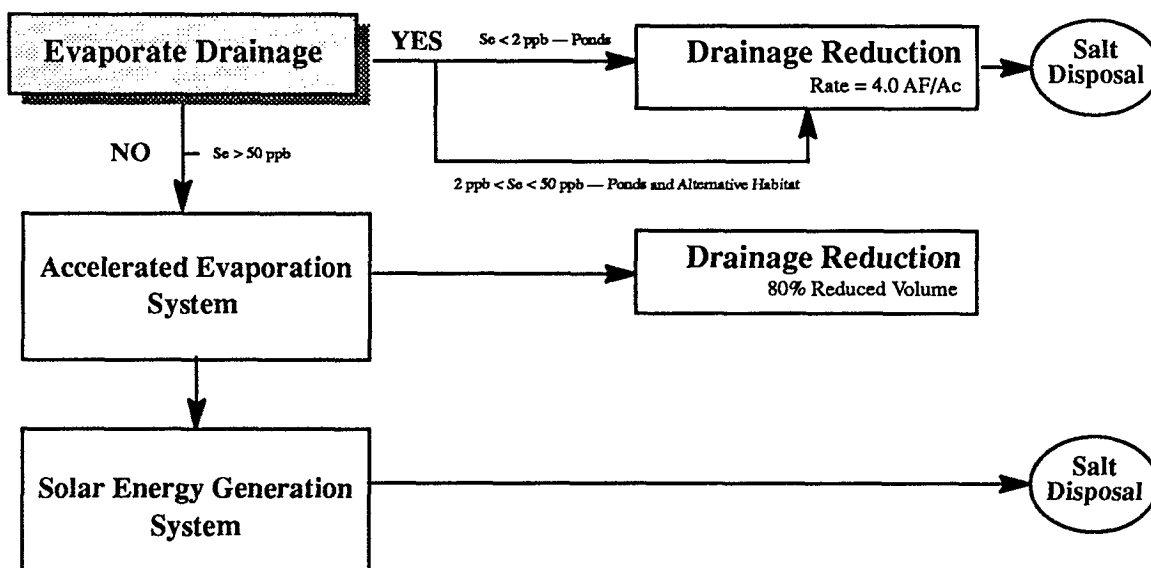 Evaporate Drainage
YES
Se < 2 ppb — Ponds
Drainage Reduction
Rate = 4.0 AF/Ac
Salt
Disposal
NO
Se > 50 ppb
2 ppb < Se < 50 ppb — Ponds and Alternative Habitat
Accelerated Evaporation
System
Drainage Reduction
80% Reduced Volume
Solar Energy Generation
System
Salt
Disposal